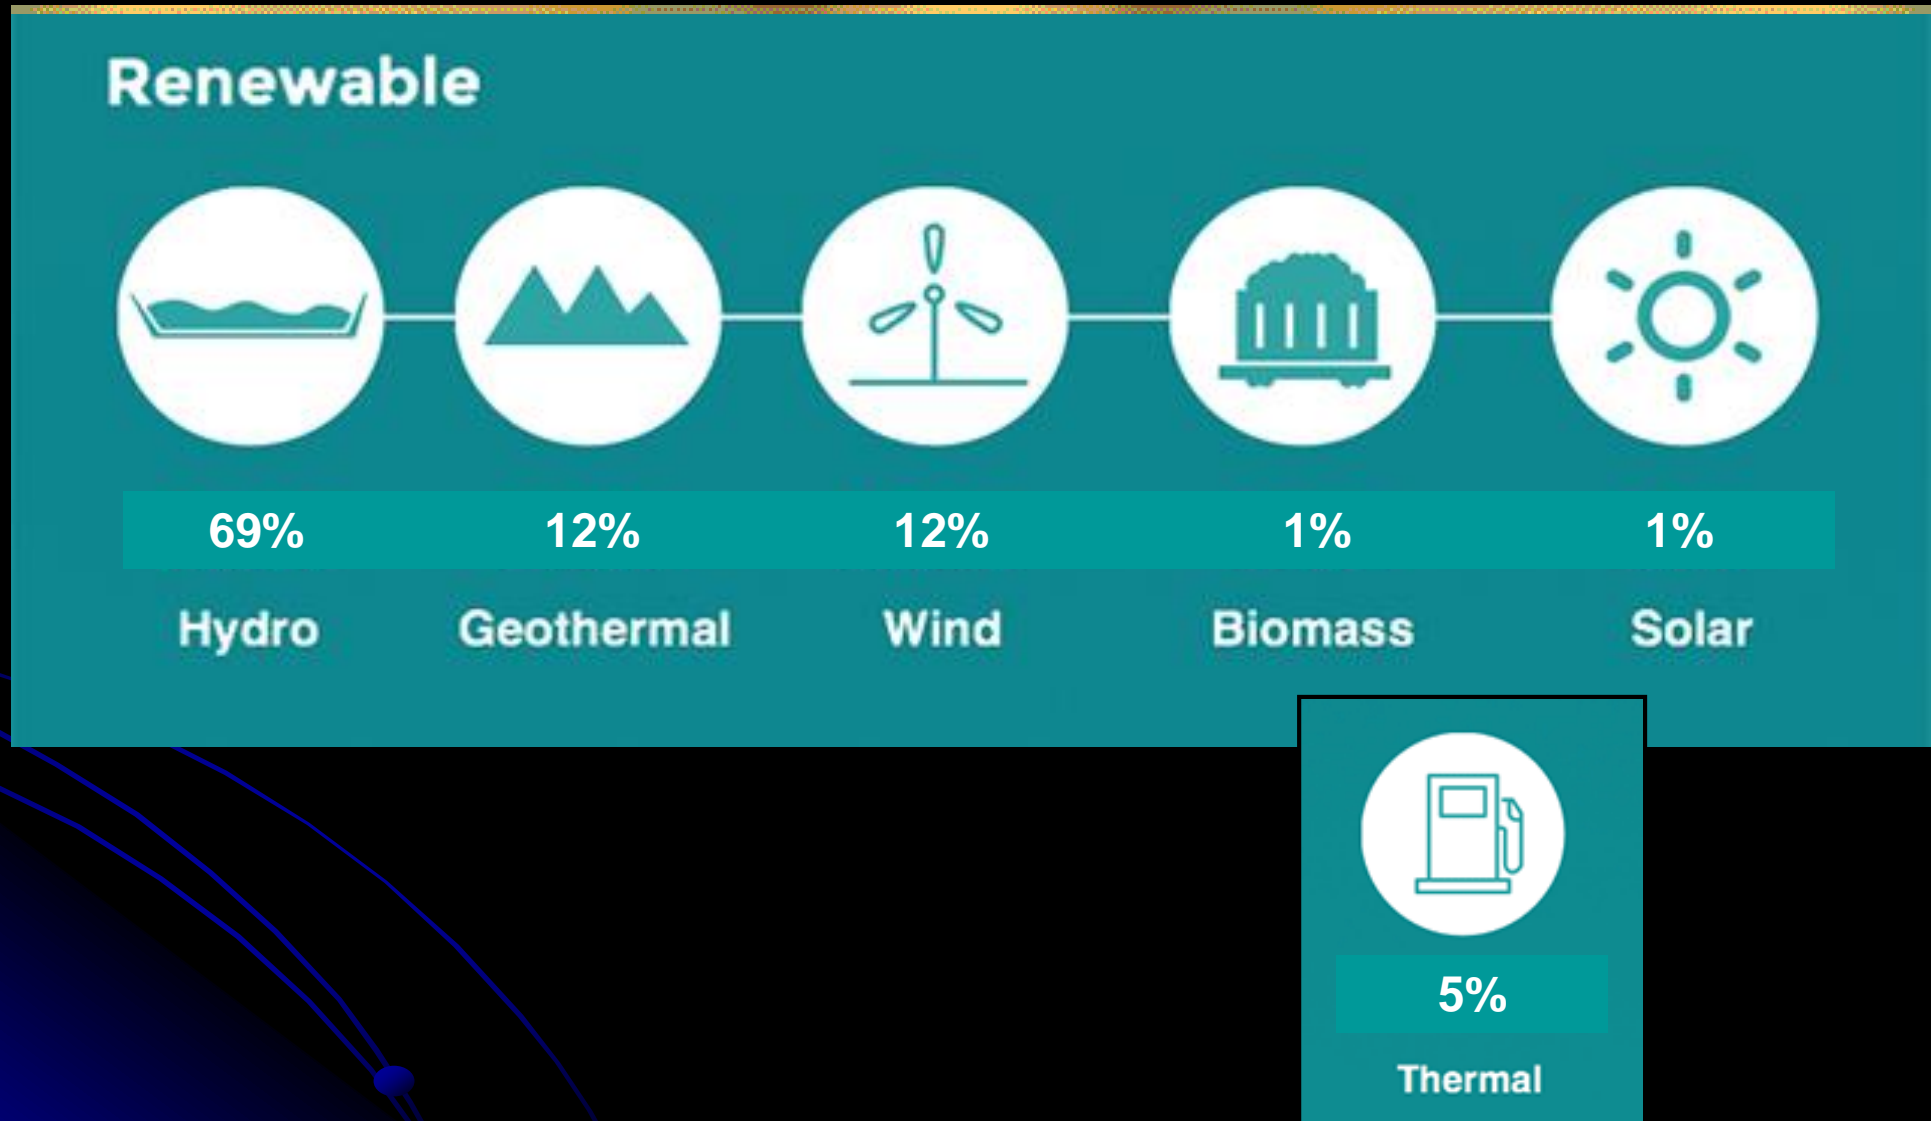 Renewable
69% 12% 12% 1% 1%
Hydro Geothermal Wind Biomass Solar
5%
Thermal